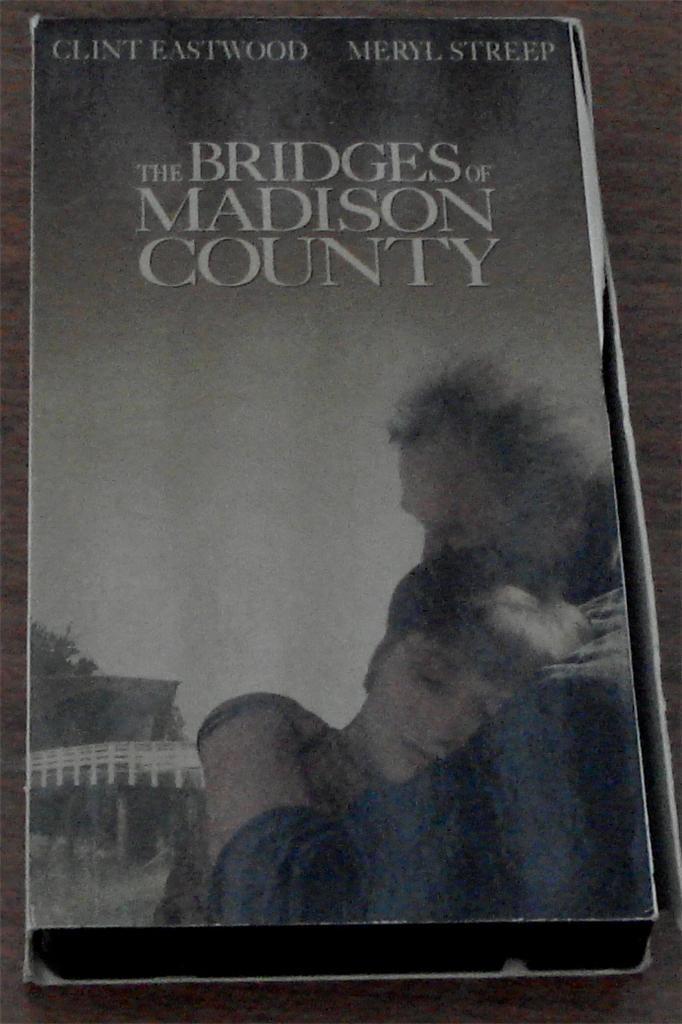 CLINT EASTWOOD MERYL STREEP
THE BRIDGES OF
MADISON
COUNTY